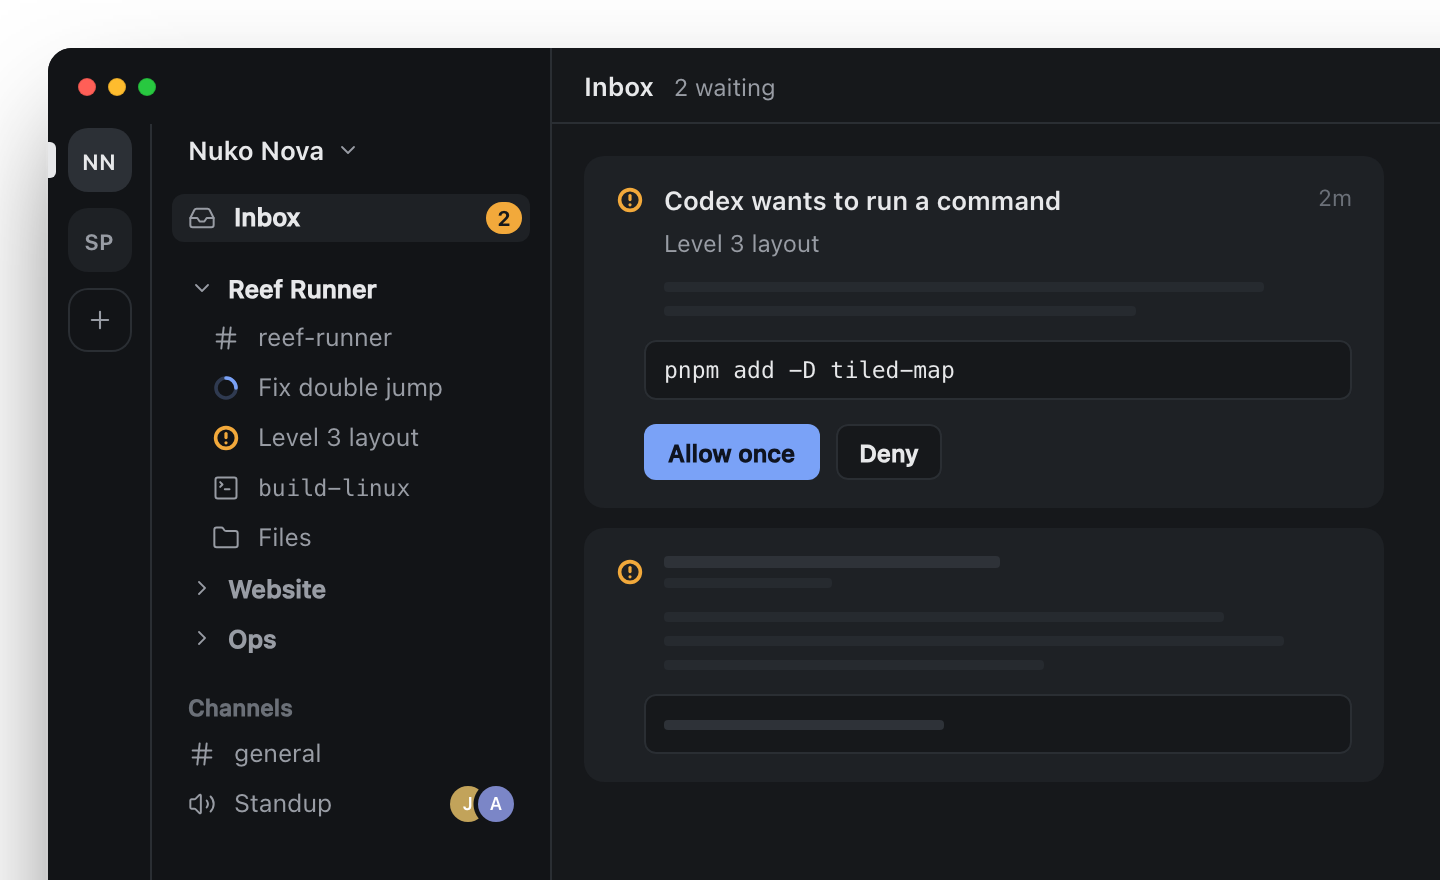 Inbox 2 waiting
NN
SP
Nuko Nova
Inbox 2
Reef Runner
reef-runner
Fix double jump
Level 3 layout
build-linux
Files
Website
Ops
Channels
general
Standup J A
Codex wants to run a command 2m
Level 3 layout
pnpm add -D tiled-map
Allow once Deny